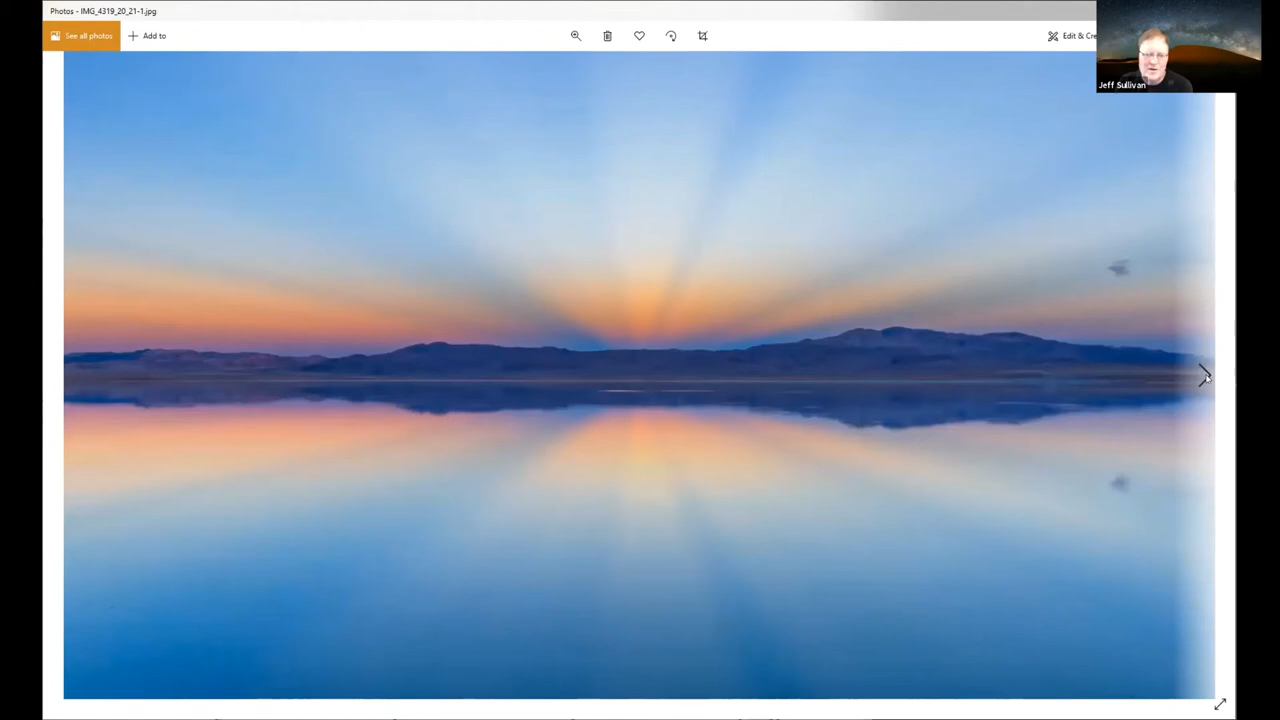 Photos - IMG_4319_20_21-1.jpg
See all photos
Add to
Edit & Cre
Jeff Sullivan